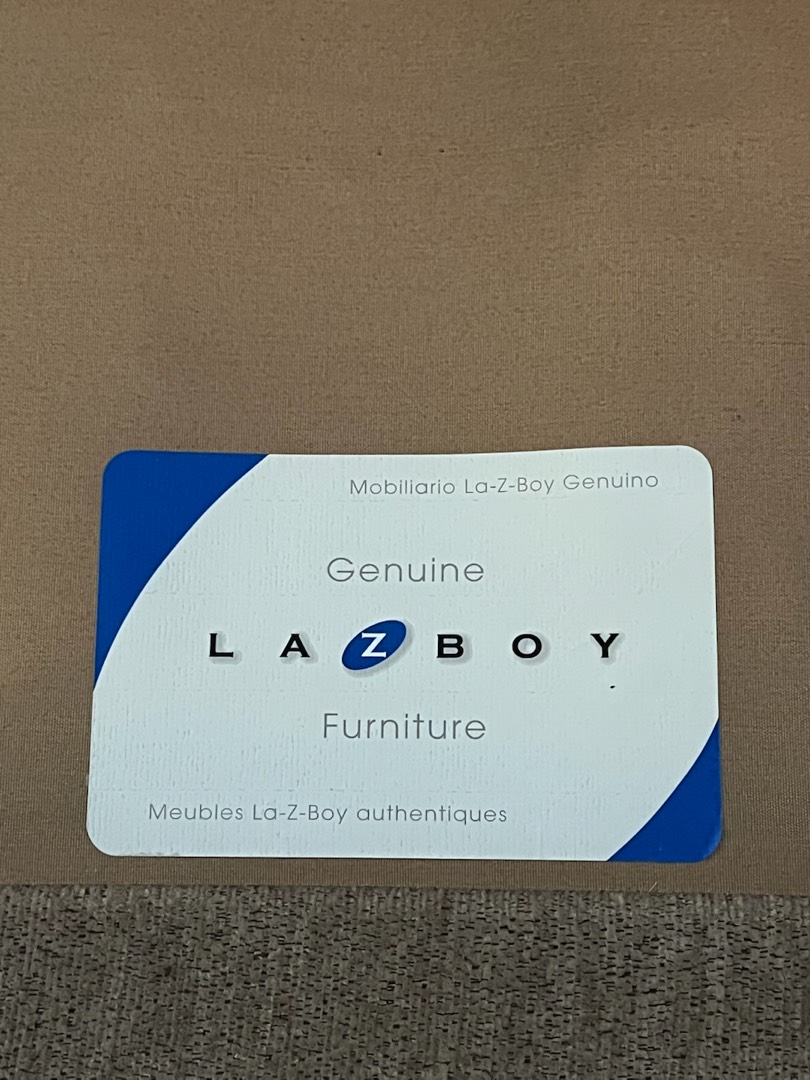 Mobiliario La-Z-Boy Genuino
Genuine
LAZBOY
Furniture
Meubles La-Z-Boy authentiques